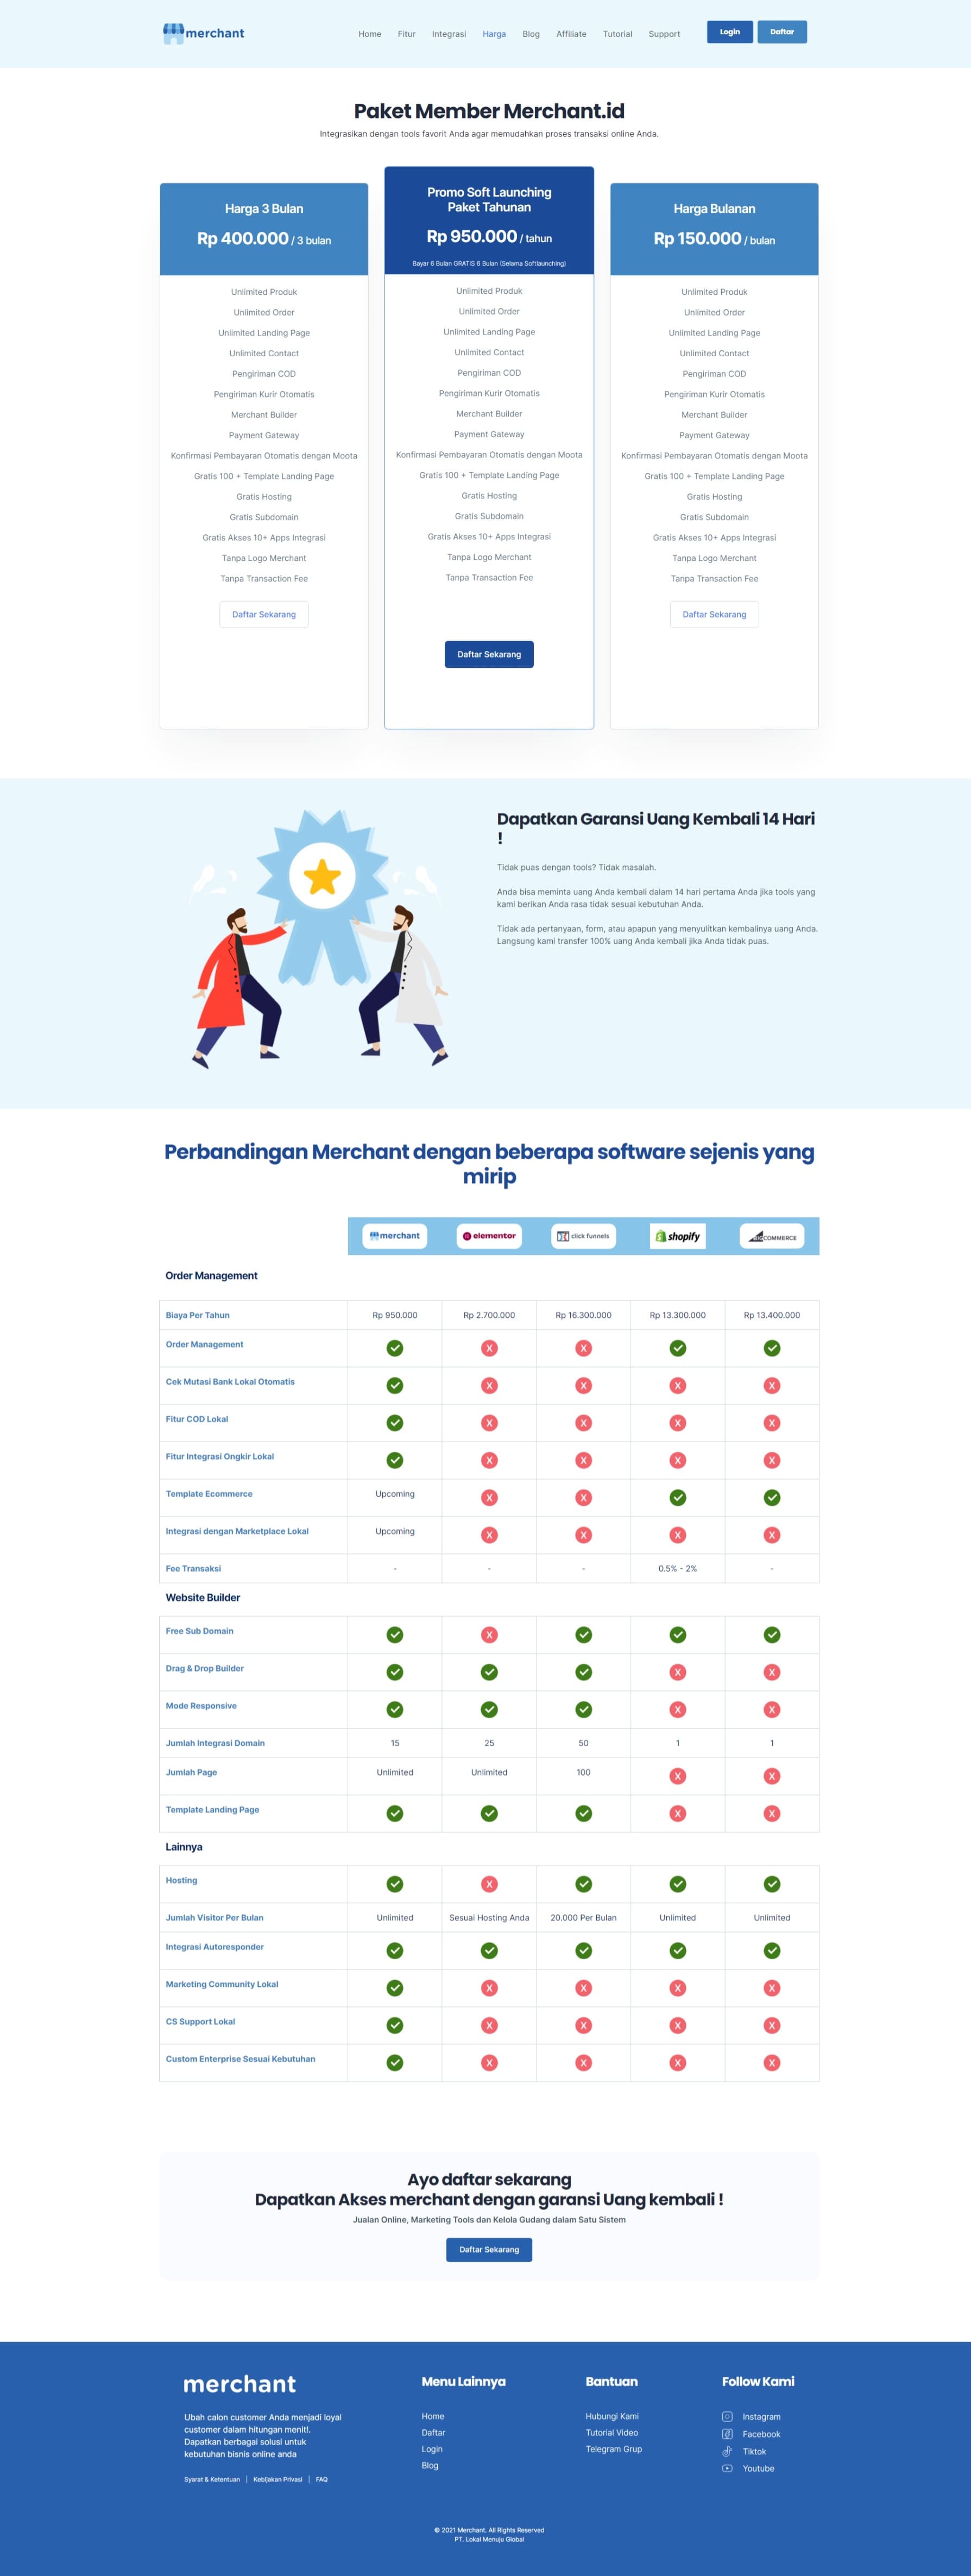 merchant
Home Fitur Integrasi Harga Blog Affiliate Tutorial Support Login Daftar
Paket Member Merchant.id
Integrasikan dengan tools favorit Anda agar memudahkan proses transaksi online Anda.
Harga 3 Bulan
Rp 400.000 / 3 bulan
Unlimited Produk
Unlimited Order
Unlimited Landing Page
Unlimited Contact
Pengiriman COD
Pengiriman Kurir Otomatis
Merchant Builder
Payment Gateway
Konfirmasi Pembayaran Otomatis dengan Moota
Gratis 100 + Template Landing Page
Gratis Hosting
Gratis Subdomain
Gratis Akses 10+ Apps Integrasi
Tanpa Logo Merchant
Tanpa Transaction Fee
Daftar Sekarang
Promo Soft Launching
Paket Tahunan
Rp 950.000 / tahun
Bayar 6 Bulan GRATIS 6 Bulan (Selama Softlaunching)
Unlimited Produk
Unlimited Order
Unlimited Landing Page
Unlimited Contact
Pengiriman COD
Pengiriman Kurir Otomatis
Merchant Builder
Payment Gateway
Konfirmasi Pembayaran Otomatis dengan Moota
Gratis 100 + Template Landing Page
Gratis Hosting
Gratis Subdomain
Gratis Akses 10+ Apps Integrasi
Tanpa Logo Merchant
Tanpa Transaction Fee
Daftar Sekarang
Harga Bulanan
Rp 150.000 / bulan
Unlimited Produk
Unlimited Order
Unlimited Landing Page
Unlimited Contact
Pengiriman COD
Pengiriman Kurir Otomatis
Merchant Builder
Payment Gateway
Konfirmasi Pembayaran Otomatis dengan Moota
Gratis 100 + Template Landing Page
Gratis Hosting
Gratis Subdomain
Gratis Akses 10+ Apps Integrasi
Tanpa Logo Merchant
Tanpa Transaction Fee
Daftar Sekarang
Dapatkan Garansi Uang Kembali 14 Hari
!
Tidak puas dengan tools? Tidak masalah.
Anda bisa meminta uang Anda kembali dalam 14 hari pertama Anda jika tools yang
kami berikan Anda rasa tidak sesuai kebutuhan Anda.
Tidak ada pertanyaan, form, atau apapun yang menyulitkan kembalinya uang Anda.
Langsung kami transfer 100% uang Anda kembali jika Anda tidak puas.
Perbandingan Merchant dengan beberapa software sejenis yang
mirip
merchant elementor click funnels shopify BIGCOMMERCE
Order Management
Biaya Per Tahun Rp 950.000 Rp 2.700.000 Rp 16.300.000 Rp 13.300.000 Rp 13.400.000
Order Management X X
Cek Mutasi Bank Lokal Otomatis X X X X
Fitur COD Lokal X X X X
Fitur Integrasi Ongkir Lokal X X X X
Template Ecommerce Upcoming X X
Integrasi dengan Marketplace Lokal Upcoming X X X X
Fee Transaksi - - - 0.5% - 2% -
Website Builder
Free Sub Domain X
Drag & Drop Builder X X
Mode Responsive X X
Jumlah Integrasi Domain 15 25 50 1 1
Jumlah Page Unlimited Unlimited 100 X X
Template Landing Page X X
Lainnya
Hosting X
Jumlah Visitor Per Bulan Unlimited Sesuai Hosting Anda 20.000 Per Bulan Unlimited Unlimited
Integrasi Autoresponder
Marketing Community Lokal X X X X
CS Support Lokal X X X X
Custom Enterprise Sesuai Kebutuhan X X X X
Ayo daftar sekarang
Dapatkan Akses merchant dengan garansi Uang kembali !
Jualan Online, Marketing Tools dan Kelola Gudang dalam Satu Sistem
Daftar Sekarang
merchant
Ubah calon customer Anda menjadi loyal
customer dalam hitungan menit!.
Dapatkan berbagai solusi untuk
kebutuhan bisnis online anda
Syarat & Ketentuan | Kebijakan Privasi | FAQ
Menu Lainnya
Home
Daftar
Login
Blog
Bantuan
Hubungi Kami
Tutorial Video
Telegram Grup
Follow Kami
Instagram
Facebook
Tiktok
Youtube
© 2021 Merchant. All Rights Reserved
PT. Lokal Menuju Global